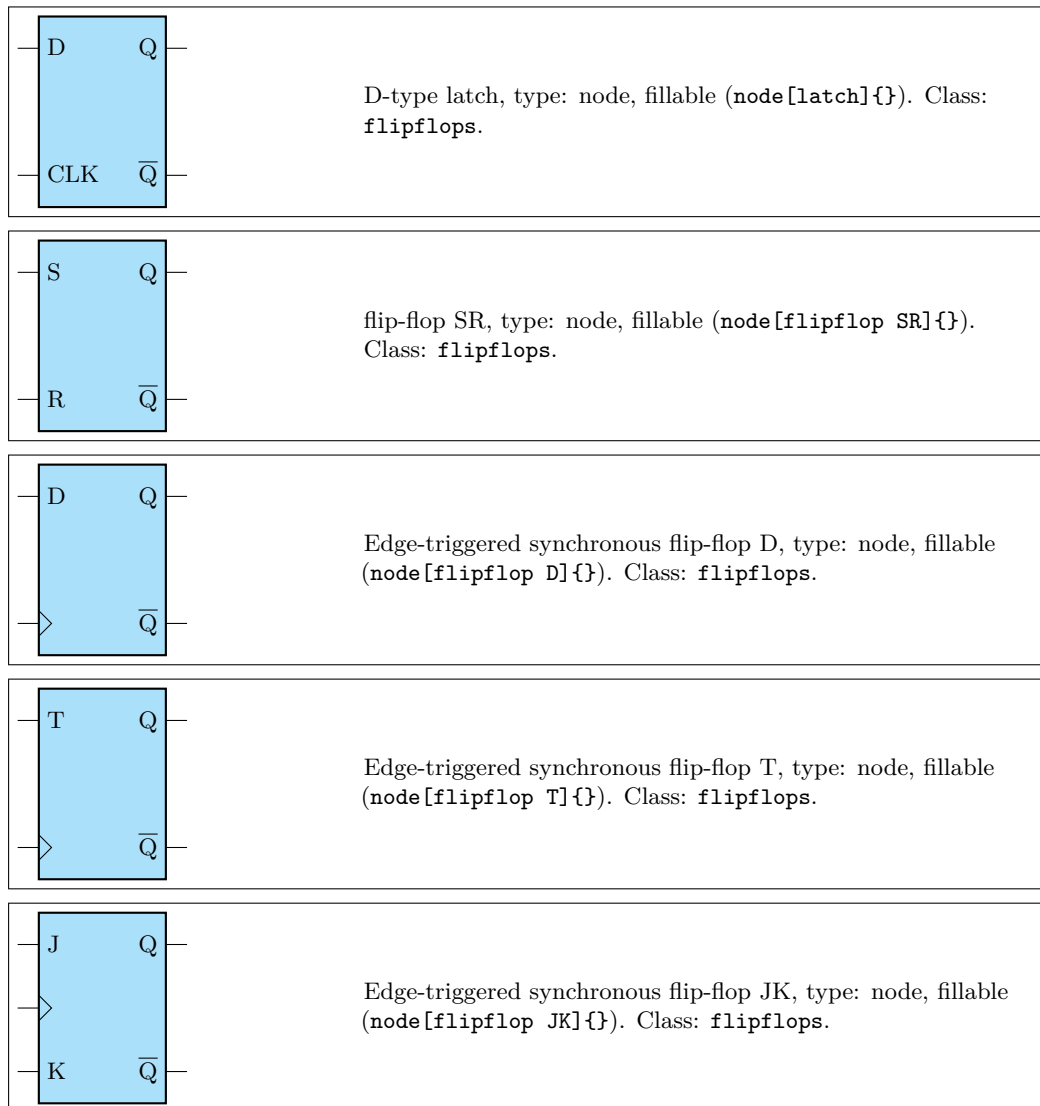 D Q
D-type latch, type: node, fillable (node[latch]{}). Class:
flipflops.
CLK Q̅
S Q
flip-flop SR, type: node, fillable (node[flipflop SR]{}).
Class: flipflops.
R Q̅
D Q
Edge-triggered synchronous flip-flop D, type: node, fillable
(node[flipflop D]{}). Class: flipflops.
Q̅
T Q
Edge-triggered synchronous flip-flop T, type: node, fillable
(node[flipflop T]{}). Class: flipflops.
Q̅
J Q
Edge-triggered synchronous flip-flop JK, type: node, fillable
(node[flipflop JK]{}). Class: flipflops.
K Q̅